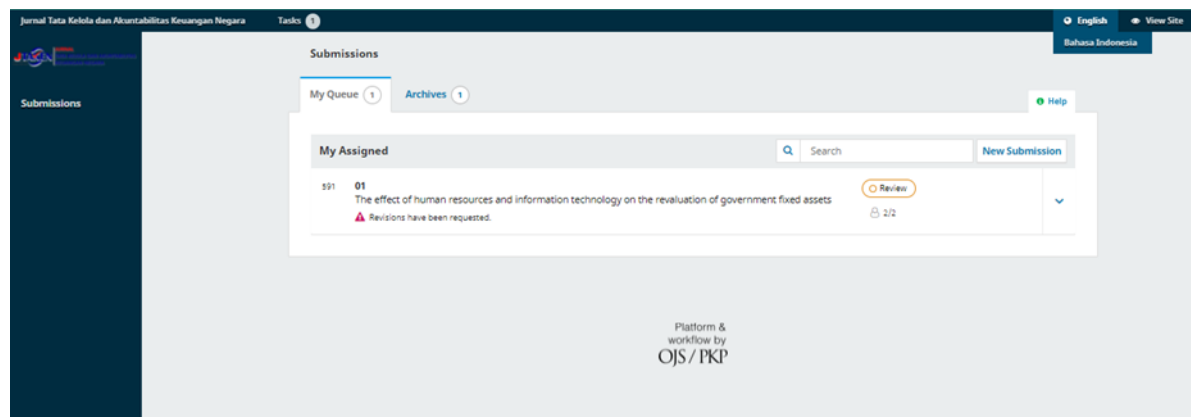 Jurnal Tata Kelola dan Akuntabilitas Keuangan Negara Tasks 1 English View Site
Bahasa Indonesia
Submissions
Submissions
My Queue 1 Archives 1
Help
My Assigned Search New Submission
591 01 Review
The effect of human resources and information technology on the revaluation of government fixed assets
Revisions have been requested. 2/2
Platform &
workflow by
OJS / PKP